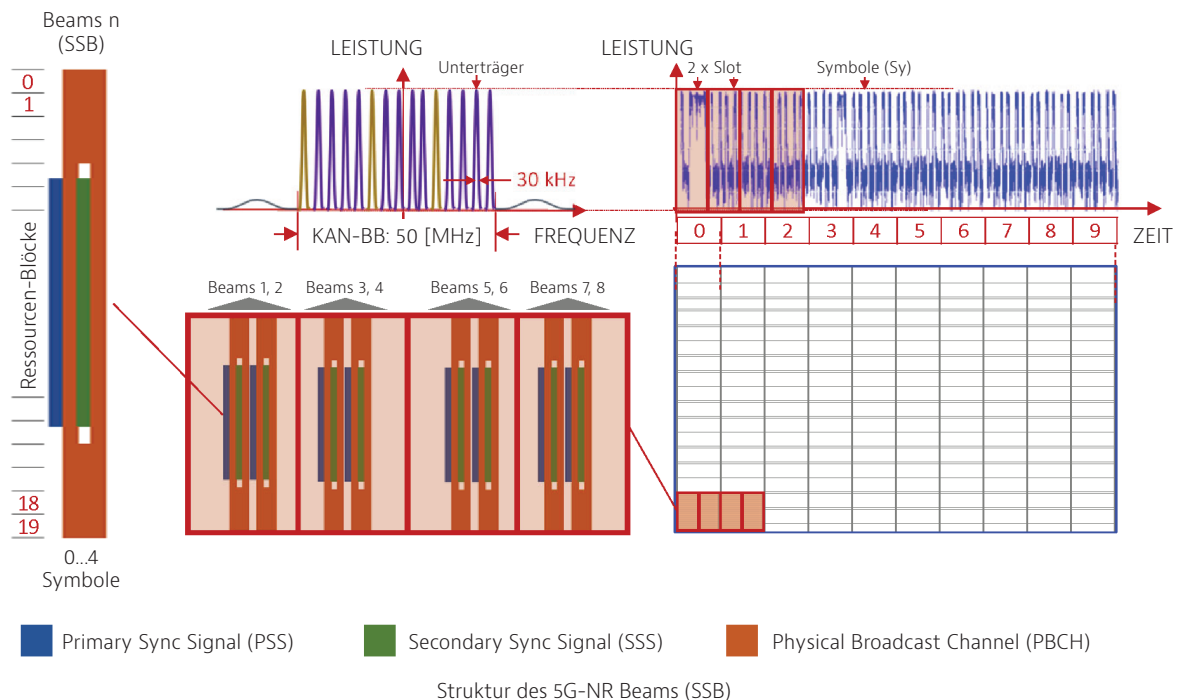 Beams n
(SSB)
0
1
Ressourcen-Blöcke
18
19
0...4
Symbole
LEISTUNG
Unterträger
30 kHz
KAN-BB: 50 [MHz]
FREQUENZ
LEISTUNG
2 x Slot
Symbole (Sy)
0 1 2 3 4 5 6 7 8 9
ZEIT
Beams 1, 2
Beams 3, 4
Beams 5, 6
Beams 7, 8
Primary Sync Signal (PSS)
Secondary Sync Signal (SSS)
Physical Broadcast Channel (PBCH)
Struktur des 5G-NR Beams (SSB)